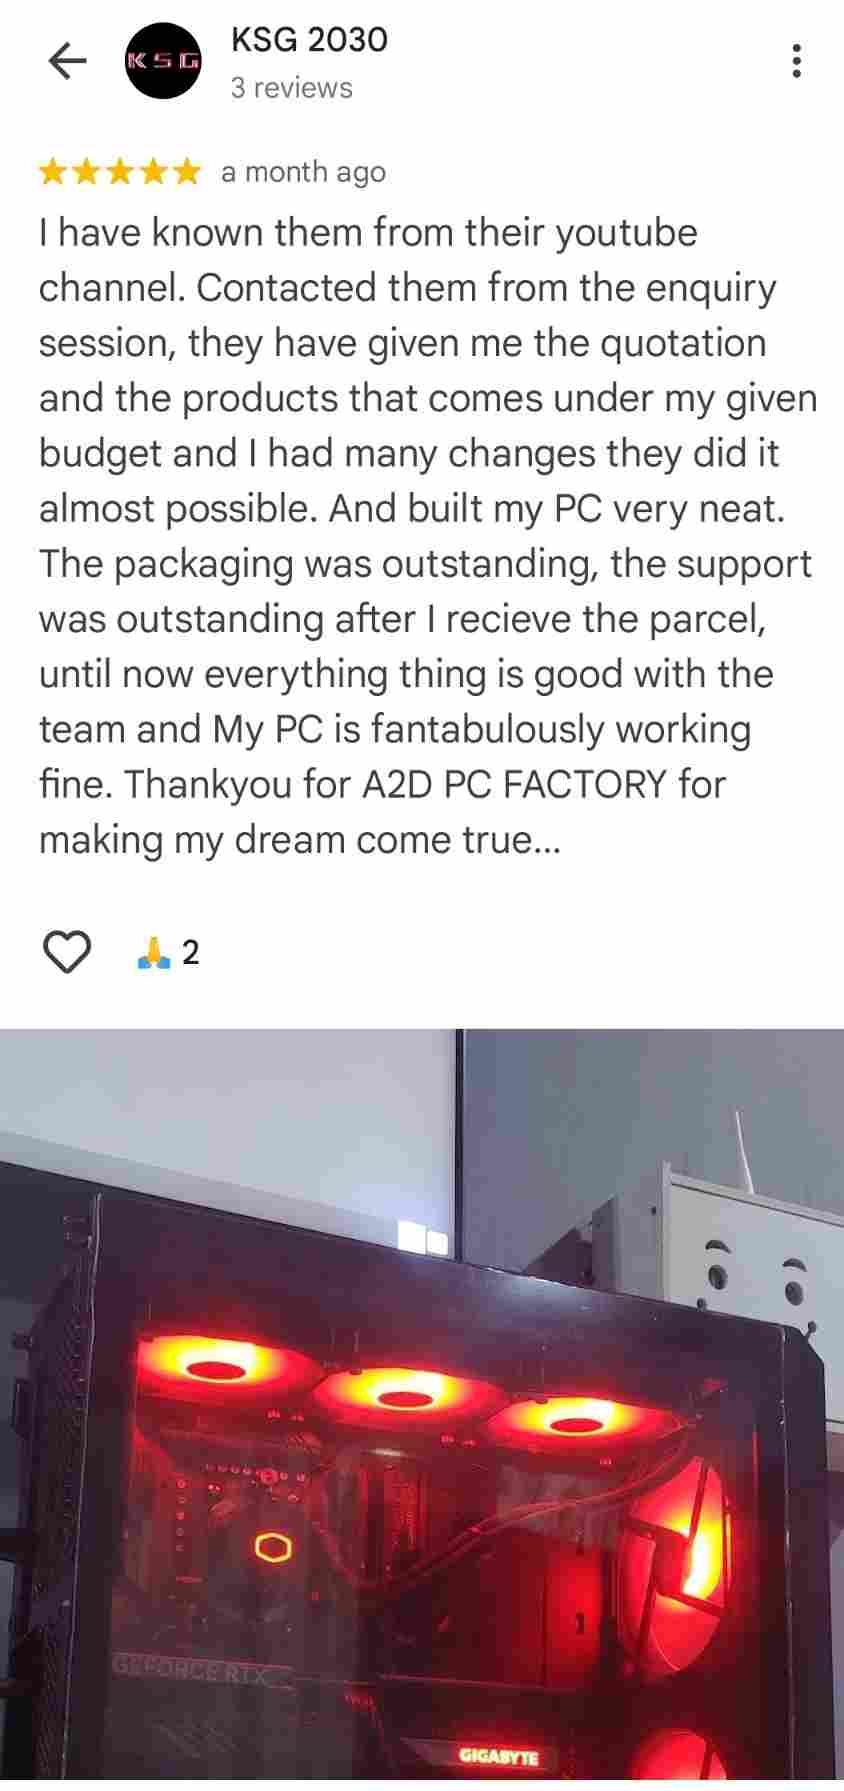 KSG
KSG 2030
3 reviews
a month ago
I have known them from their youtube
channel. Contacted them from the enquiry
session, they have given me the quotation
and the products that comes under my given
budget and I had many changes they did it
almost possible. And built my PC very neat.
The packaging was outstanding, the support
was outstanding after I recieve the parcel,
until now everything thing is good with the
team and My PC is fantabulously working
fine. Thankyou for A2D PC FACTORY for
making my dream come true...
2
GEFORCE RTX
GIGABYTE